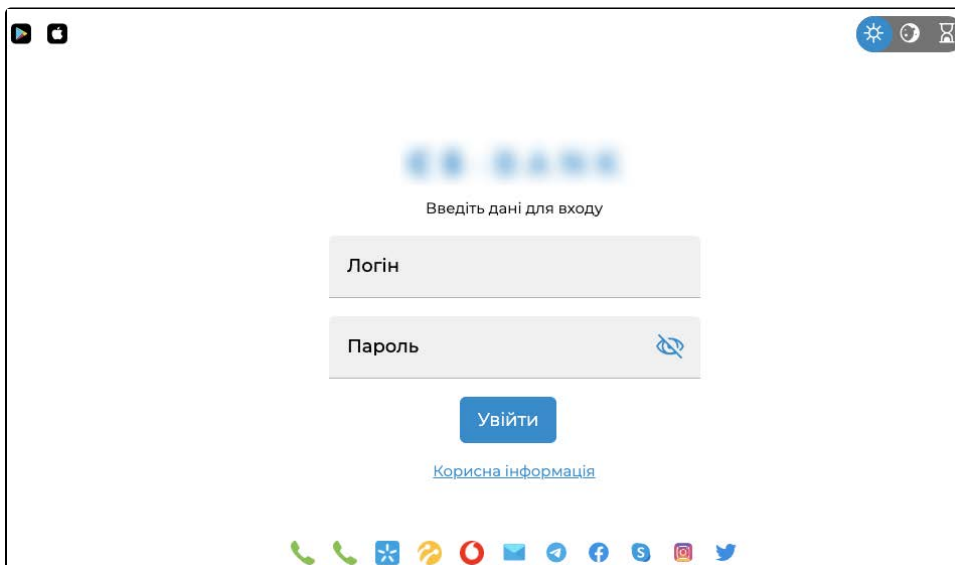 Введіть дані для входу
Логін
Пароль
Увійти
Корисна інформація